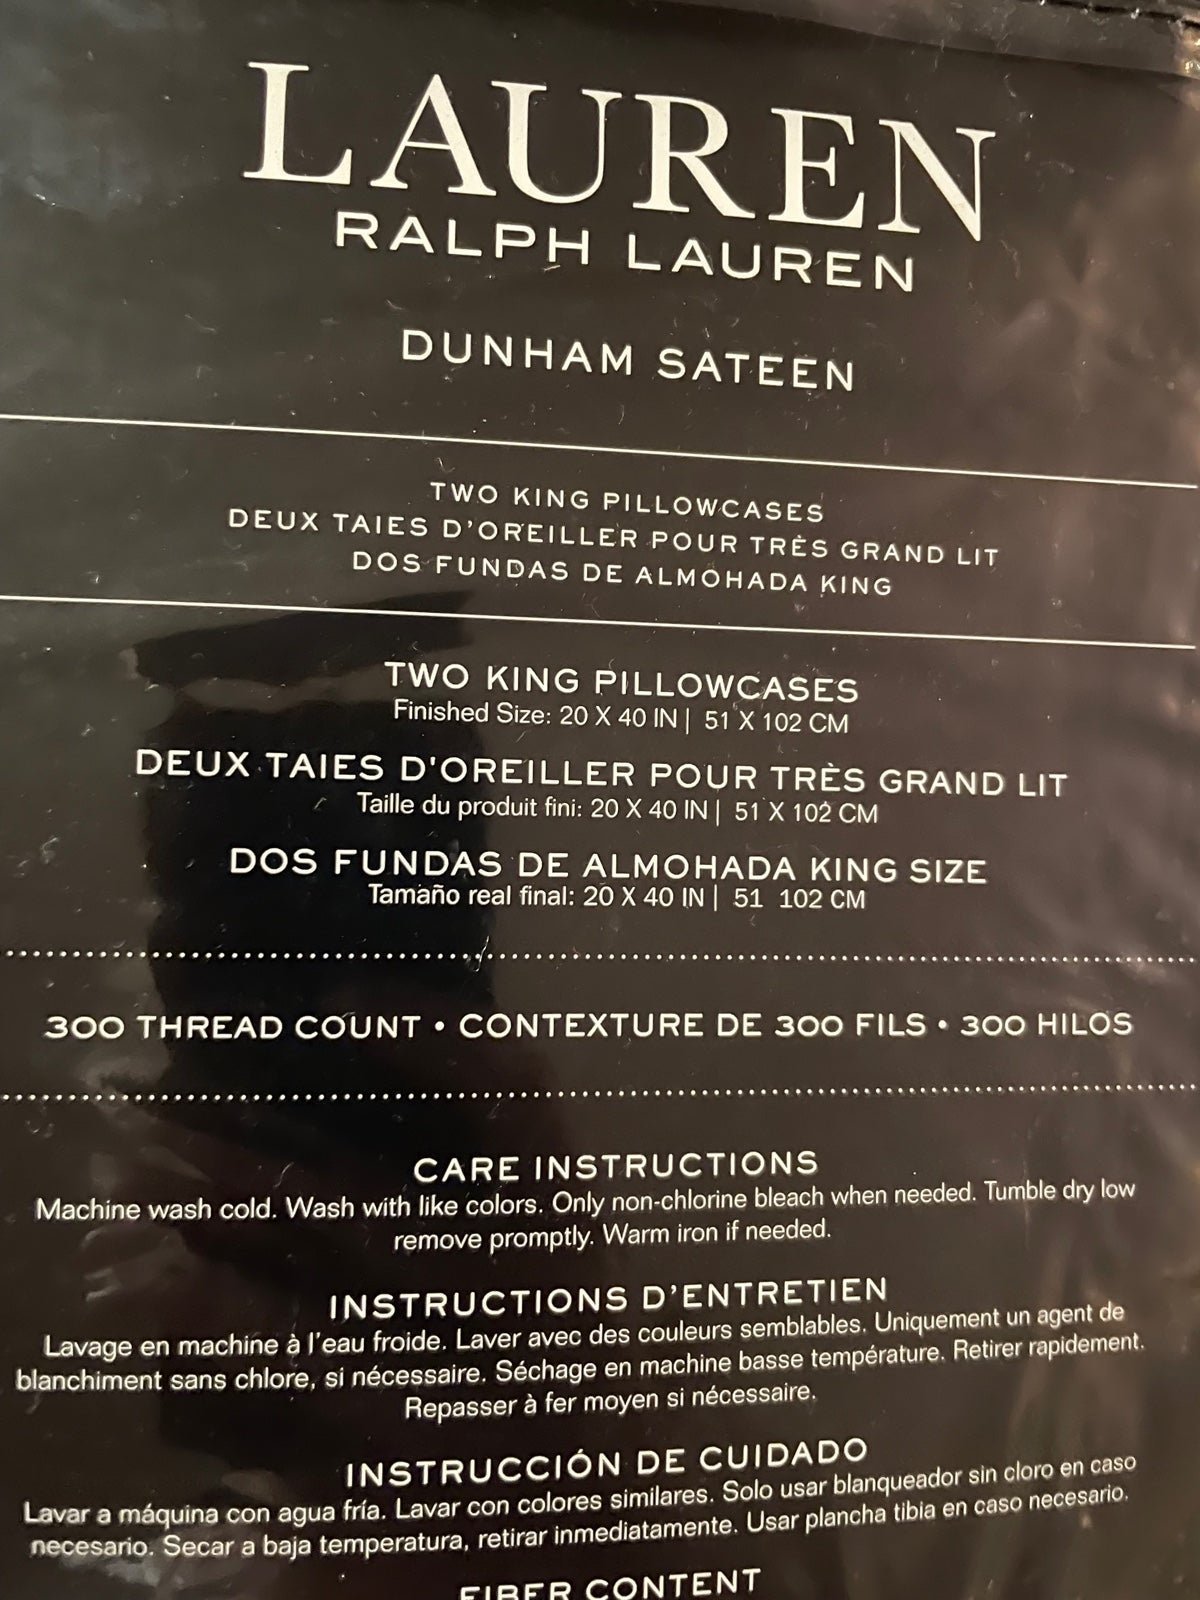 LAUREN
RALPH LAUREN
DUNHAM SATEEN
TWO KING PILLOWCASES
DEUX TAIES D'OREILLER POUR TRÈS GRAND LIT
DOS FUNDAS DE ALMOHADA KING
TWO KING PILLOWCASES
Finished Size: 20 X 40 IN | 51 X 102 CM
DEUX TAIES D'OREILLER POUR TRÈS GRAND LIT
Taille du produit fini: 20 X 40 IN | 51 X 102 CM
DOS FUNDAS DE ALMOHADA KING SIZE
Tamaño real final: 20 X 40 IN | 51 102 CM
300 THREAD COUNT • CONTEXTURE DE 300 FILS • 300 HILOS
CARE INSTRUCTIONS
Machine wash cold. Wash with like colors. Only non-chlorine bleach when needed. Tumble dry low
remove promptly. Warm iron if needed.
INSTRUCTIONS D'ENTRETIEN
Lavage en machine à l'eau froide. Laver avec des couleurs semblables. Uniquement un agent de
blanchiment sans chlore, si nécessaire. Séchage en machine basse température. Retirer rapidement.
Repasser à fer moyen si nécessaire.
INSTRUCCIÓN DE CUIDADO
Lavar a máquina con agua fría. Lavar con colores similares. Solo usar blanqueador sin cloro en caso
necesario. Secar a baja temperatura, retirar inmediatamente. Usar plancha tibia en caso necesario.
FIBER CONTENT